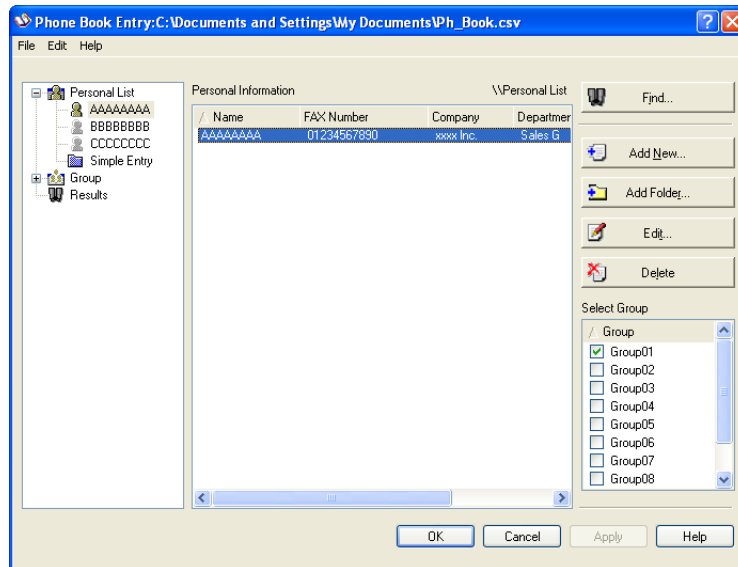 Phone Book Entry:C:\Documents and Settings\My Documents\Ph_Book.csv
File Edit Help
Personal List
AAAAAAAA
BBBBBBBB
CCCCCCCC
Simple Entry
Group
Results
Personal Information \\Personal List
Name FAX Number Company Departmer
AAAAAAAA 01234567890 xxxx Inc. Sales G
Find...
Add New...
Add Folder...
Edit...
Delete
Select Group
Group
Group01
Group02
Group03
Group04
Group05
Group06
Group07
Group08
OK Cancel Apply Help